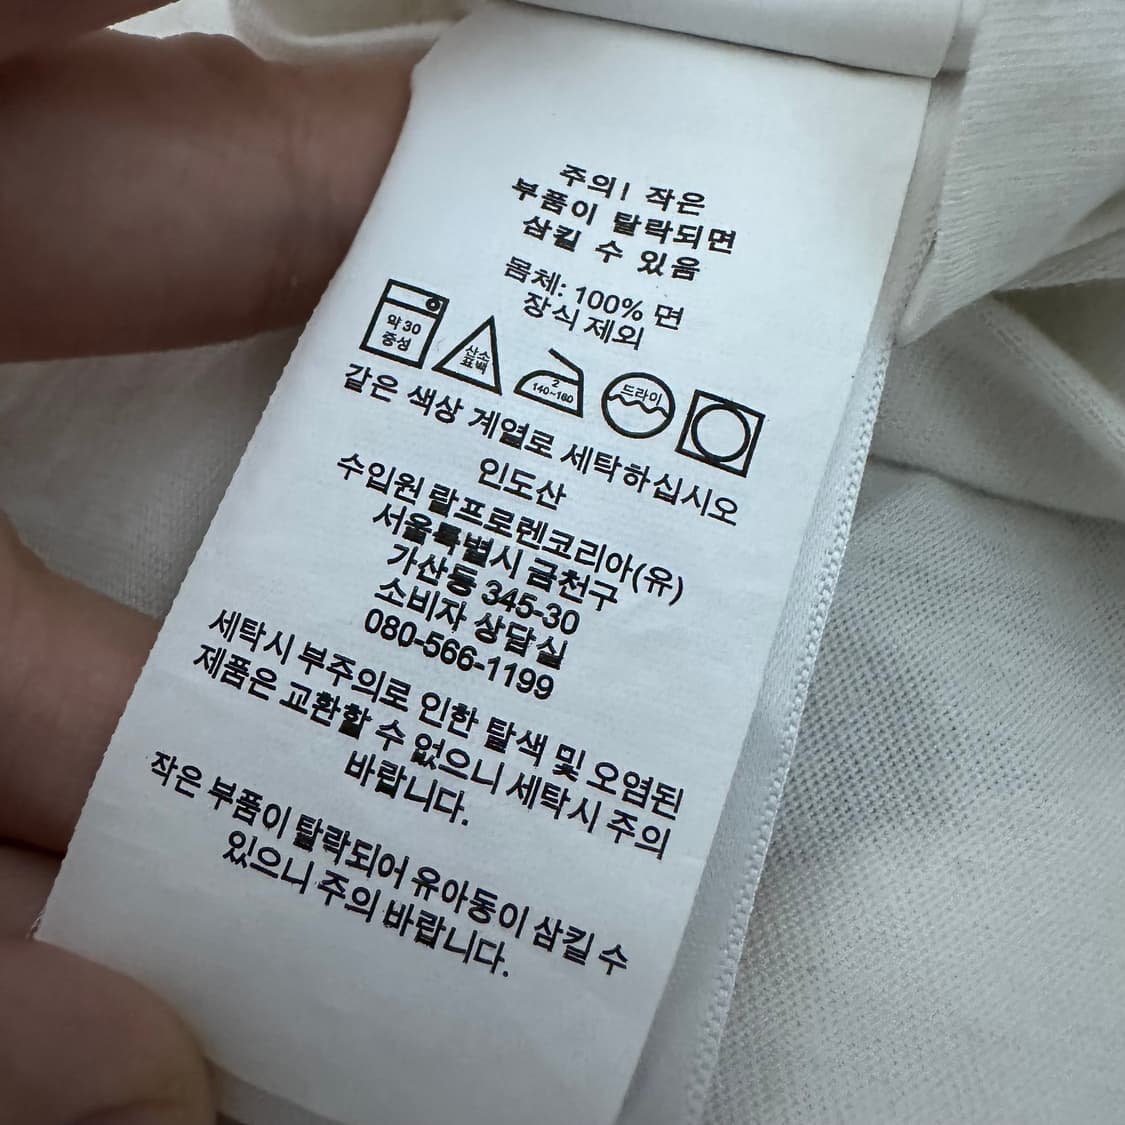 주의! 작은
부품이 탈락되면
삼킬 수 있음
몸체: 100% 면
장식 제외
약 30
중성
산소
표백
2
140~160
드라이
같은 색상 계열로 세탁하십시오
인도산
수입원 랄프로렌코리아(유)
서울특별시 금천구
가산동 345-30
소비자 상담실
080-566-1199
세탁시 부주의로 인한 탈색 및 오염된
제품은 교환할 수 없으니 세탁시 주의
바랍니다.
작은 부품이 탈락되어 유아동이 삼킬 수
있으니 주의 바랍니다.